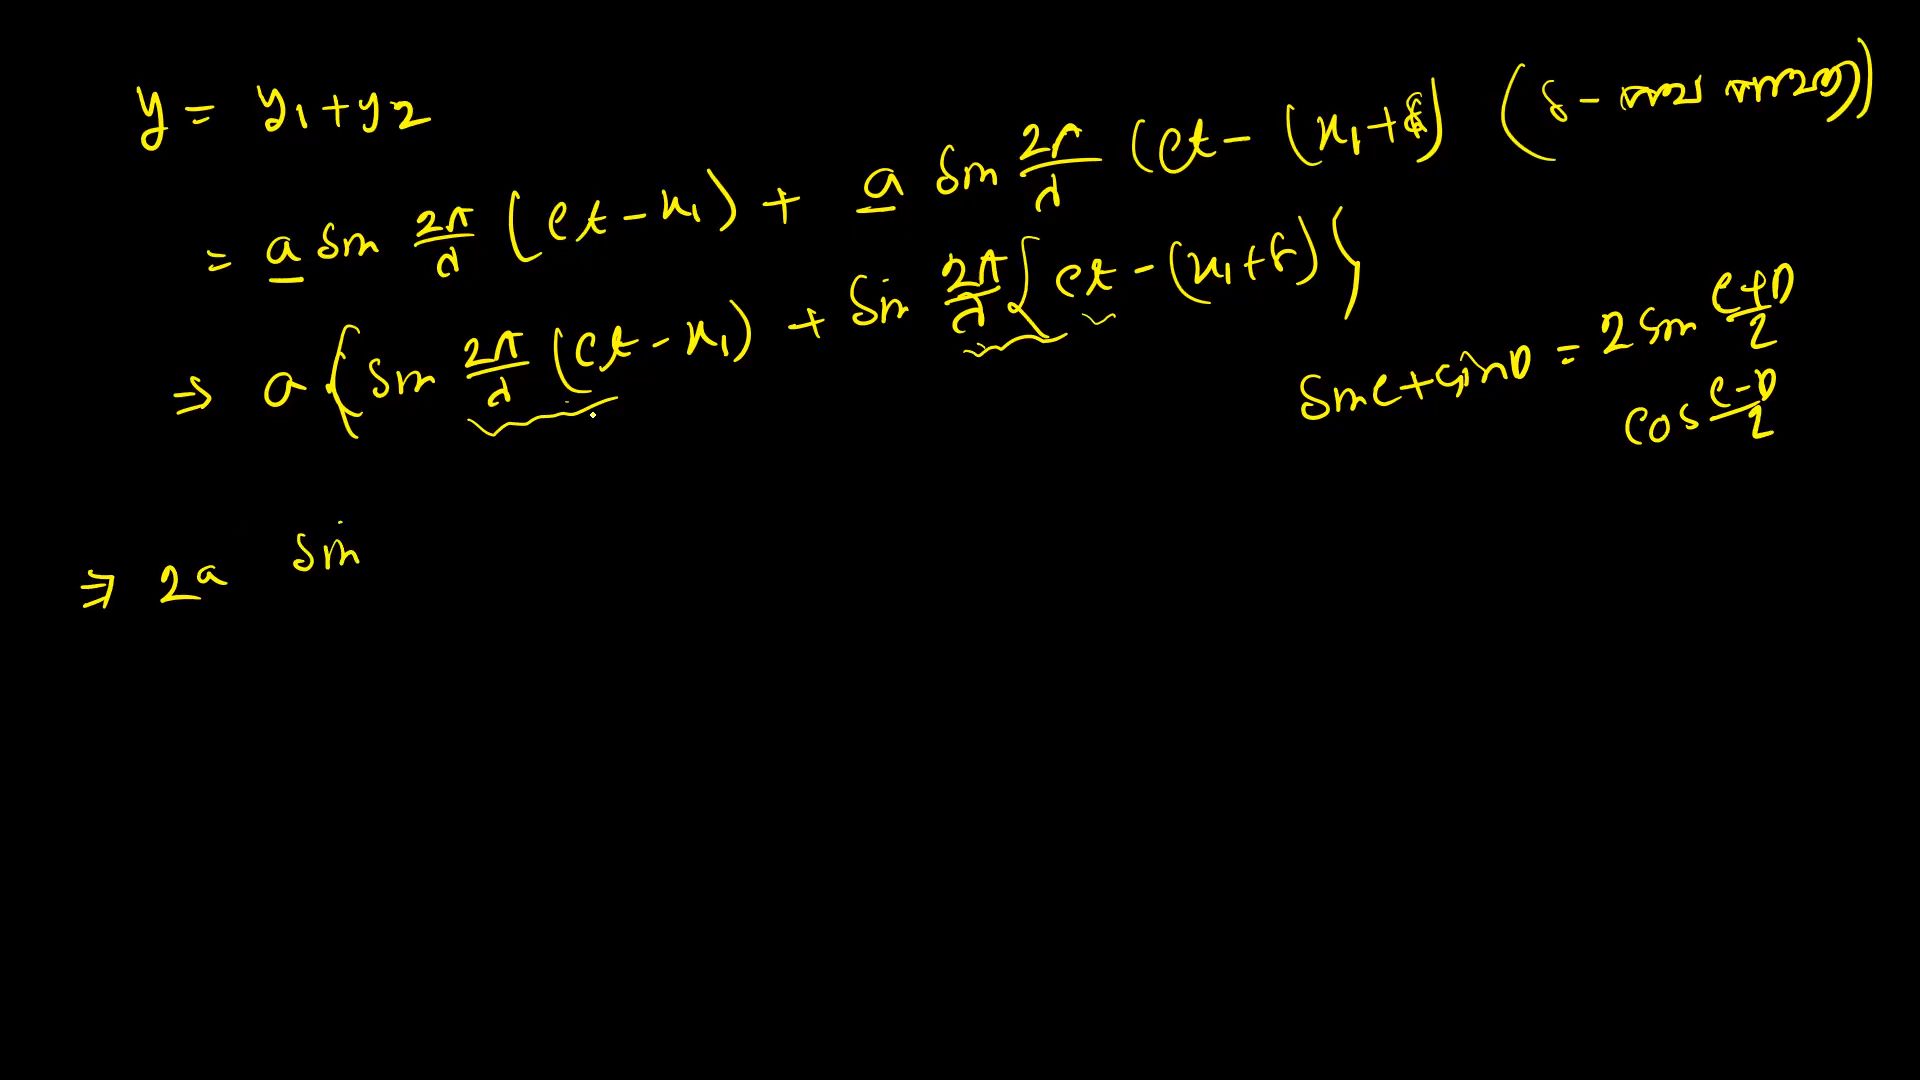 y = y₁ + y₂
= a sin 2π/λ (ct - x₁) + a sin 2π/λ (ct - (x₁ + δ) (δ -
⇒ a { sin 2π/λ (ct - x₁) + sin 2π/λ { ct - (x₁ + δ) }
sin C + sin D = 2 sin C+D/2
cos C-D/2
⇒ 2a sin